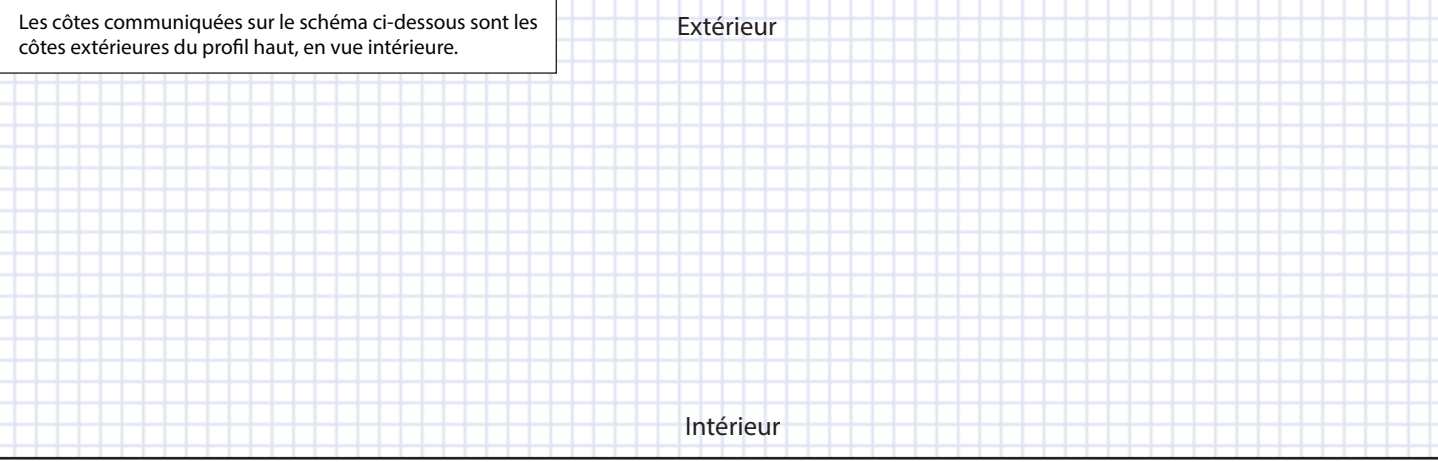 Les côtes communiquées sur le schéma ci-dessous sont les
côtes extérieures du profil haut, en vue intérieure.
Extérieur
Intérieur